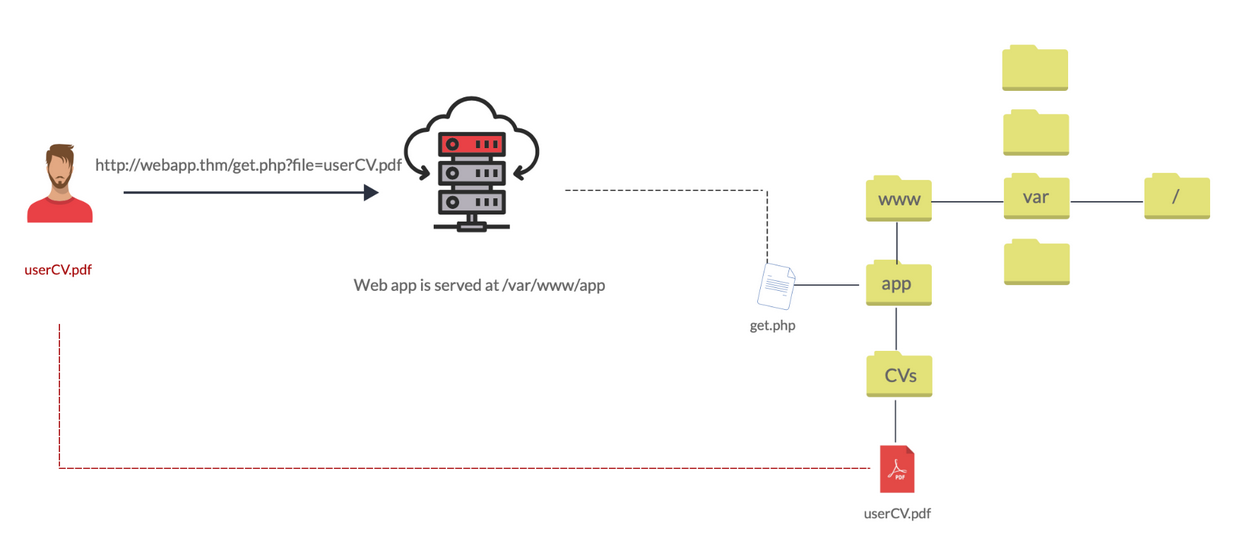 http://webapp.thm/get.php?file=userCV.pdf
userCV.pdf
Web app is served at /var/www/app
www
var
/
app
get.php
CVs
PDF
userCV.pdf